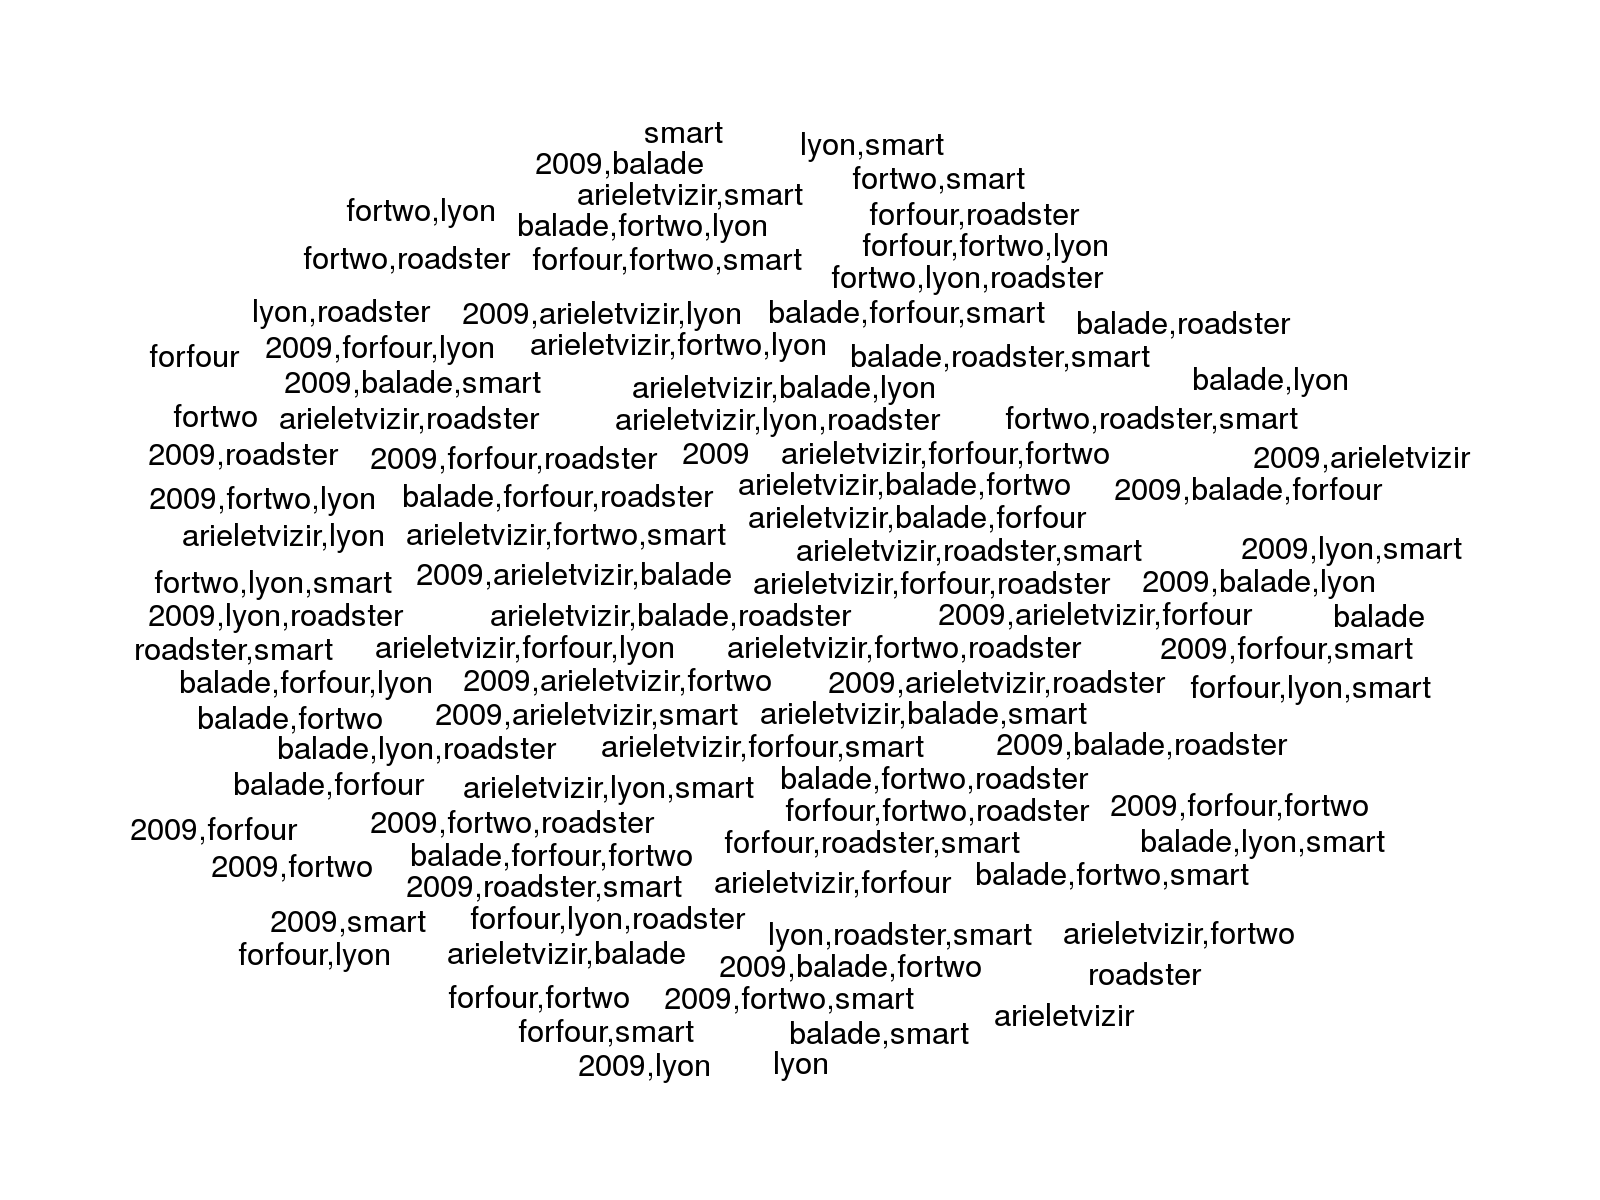 smart
lyon,smart
2009,balade
fortwo,smart
arieletvizir,smart
fortwo,lyon
forfour,roadster
balade,fortwo,lyon
forfour,fortwo,lyon
fortwo,roadster forfour,fortwo,smart
fortwo,lyon,roadster
lyon,roadster 2009,arieletvizir,lyon balade,forfour,smart
balade,roadster
forfour 2009,forfour,lyon arieletvizir,fortwo,lyon balade,roadster,smart
2009,balade,smart arieletvizir,balade,lyon balade,lyon
fortwo arieletvizir,roadster arieletvizir,lyon,roadster fortwo,roadster,smart
2009,roadster 2009,forfour,roadster 2009 arieletvizir,forfour,fortwo 2009,arieletvizir
2009,fortwo,lyon balade,forfour,roadster arieletvizir,balade,fortwo 2009,balade,forfour
arieletvizir,balade,forfour
arieletvizir,lyon arieletvizir,fortwo,smart
arieletvizir,roadster,smart 2009,lyon,smart
fortwo,lyon,smart 2009,arieletvizir,balade arieletvizir,forfour,roadster 2009,balade,lyon
2009,lyon,roadster arieletvizir,balade,roadster 2009,arieletvizir,forfour balade
roadster,smart arieletvizir,forfour,lyon arieletvizir,fortwo,roadster 2009,forfour,smart
balade,forfour,lyon 2009,arieletvizir,fortwo 2009,arieletvizir,roadster forfour,lyon,smart
balade,fortwo 2009,arieletvizir,smart arieletvizir,balade,smart
balade,lyon,roadster arieletvizir,forfour,smart 2009,balade,roadster
balade,forfour arieletvizir,lyon,smart balade,fortwo,roadster
forfour,fortwo,roadster 2009,forfour,fortwo
2009,forfour 2009,fortwo,roadster
forfour,roadster,smart balade,lyon,smart
2009,fortwo balade,forfour,fortwo
2009,roadster,smart arieletvizir,forfour balade,fortwo,smart
2009,smart forfour,lyon,roadster
lyon,roadster,smart arieletvizir,fortwo
forfour,lyon arieletvizir,balade
2009,balade,fortwo roadster
forfour,fortwo 2009,fortwo,smart
arieletvizir
forfour,smart balade,smart
2009,lyon lyon